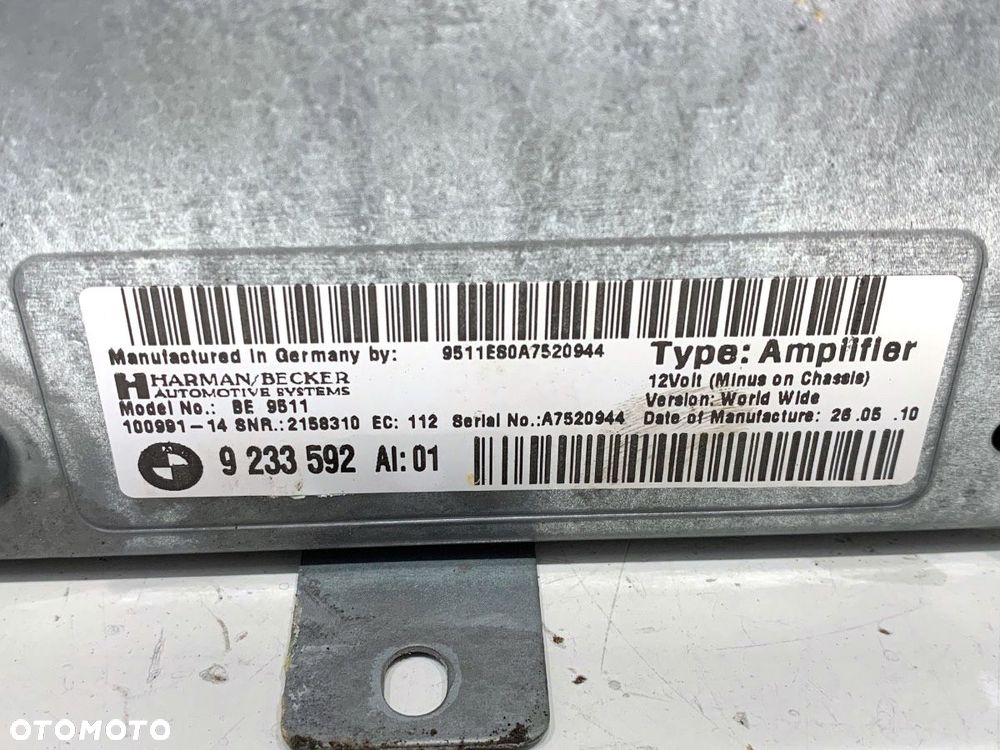 Manufactured in Germany by: 9511ES0A7520944 Type: Amplifier
HARMAN/BECKER
AUTOMOTIVE SYSTEMS
12Volt (Minus on Chassis)
Model No.: BE 9511
Version: World Wide
100991-14 SNR.:2158310 EC: 112 Serial No.:A7520944 Date of Manufacture: 26.05 .10
9 233 592 AI:01
OTOMOTO